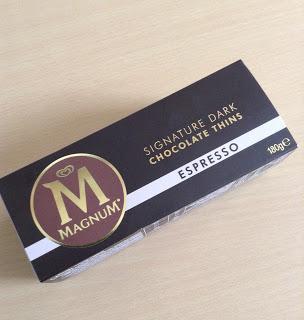 SIGNATURE DARK
CHOCOLATE THINS
ESPRESSO
180g℮
M
MAGNUM